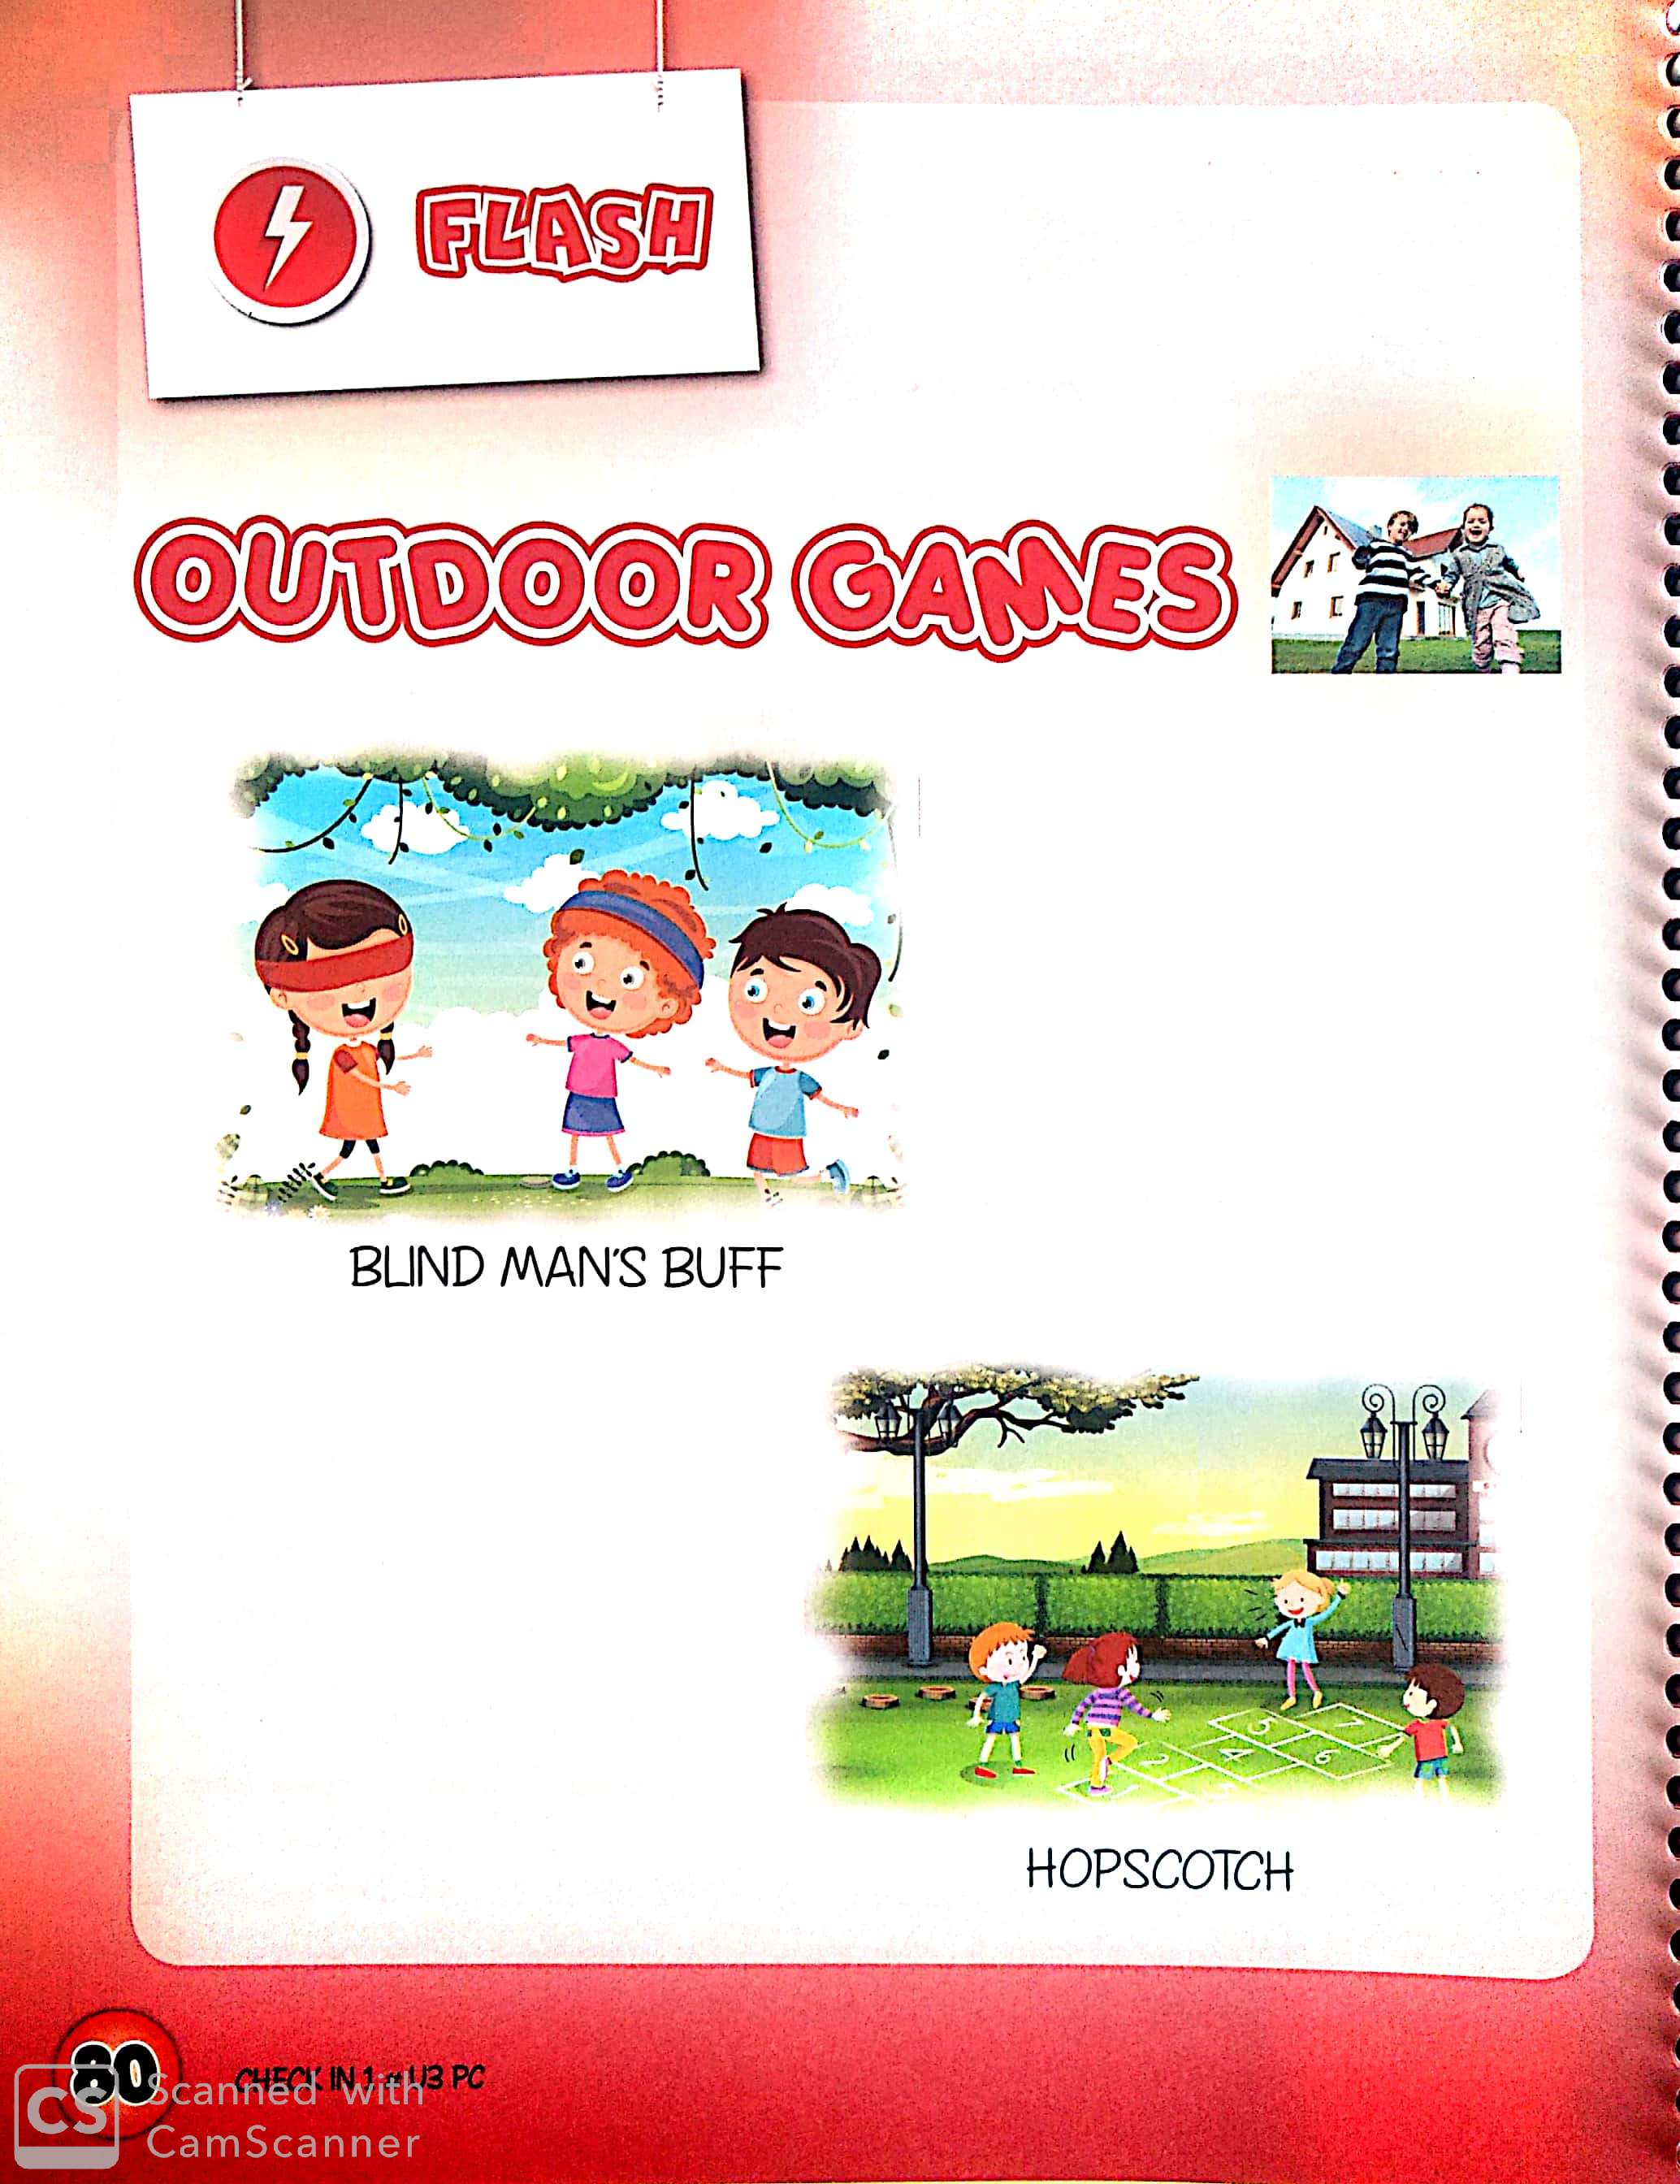 FLASH
OUTDOOR GAMES
BLIND MAN'S BUFF
5 7
2 4 6
HOPSCOTCH
80
CHECK IN 1 # U3 PC
CS
Scanned with
CamScanner